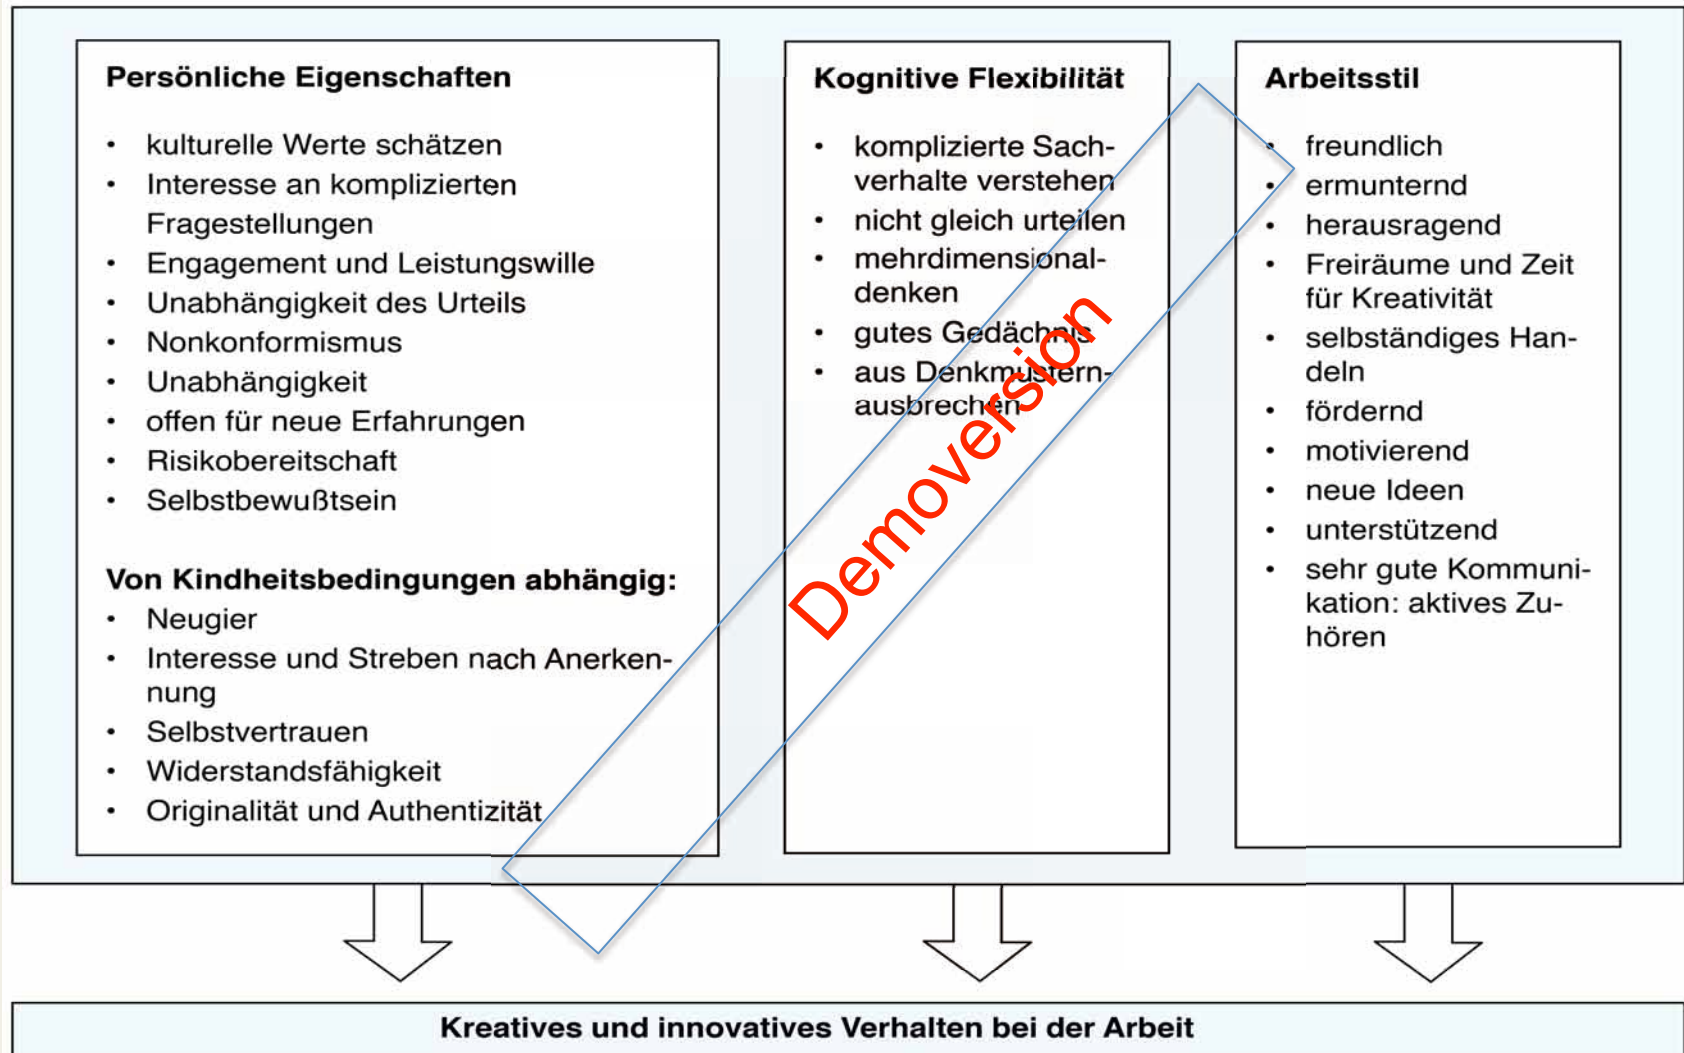 Persönliche Eigenschaften
• kulturelle Werte schätzen
• Interesse an komplizierten
Fragestellungen
• Engagement und Leistungswille
• Unabhängigkeit des Urteils
• Nonkonformismus
• Unabhängigkeit
• offen für neue Erfahrungen
• Risikobereitschaft
• Selbstbewußtsein
Von Kindheitsbedingungen abhängig:
• Neugier
• Interesse und Streben nach Anerken-
nung
• Selbstvertrauen
• Widerstandsfähigkeit
• Originalität und Authentizität
Kognitive Flexibilität
• komplizierte Sach-
verhalte verstehen
• nicht gleich urteilen
• mehrdimensional-
denken
• gutes Gedächnis
• aus Denkmustern-
ausbrechen
Arbeitsstil
• freundlich
• ermunternd
• herausragend
• Freiräume und Zeit
für Kreativität
• selbständiges Han-
deln
• fördernd
• motivierend
• neue Ideen
• unterstützend
• sehr gute Kommuni-
kation: aktives Zu-
hören
Demoversion
Kreatives und innovatives Verhalten bei der Arbeit